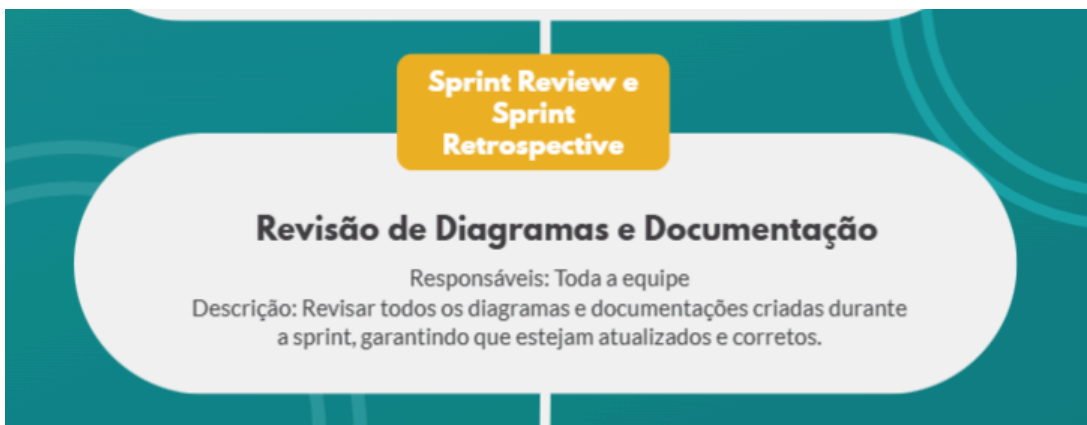 Sprint Review e
Sprint
Retrospective
Revisão de Diagramas e Documentação
Responsáveis: Toda a equipe
Descrição: Revisar todos os diagramas e documentações criadas durante
a sprint, garantindo que estejam atualizados e corretos.